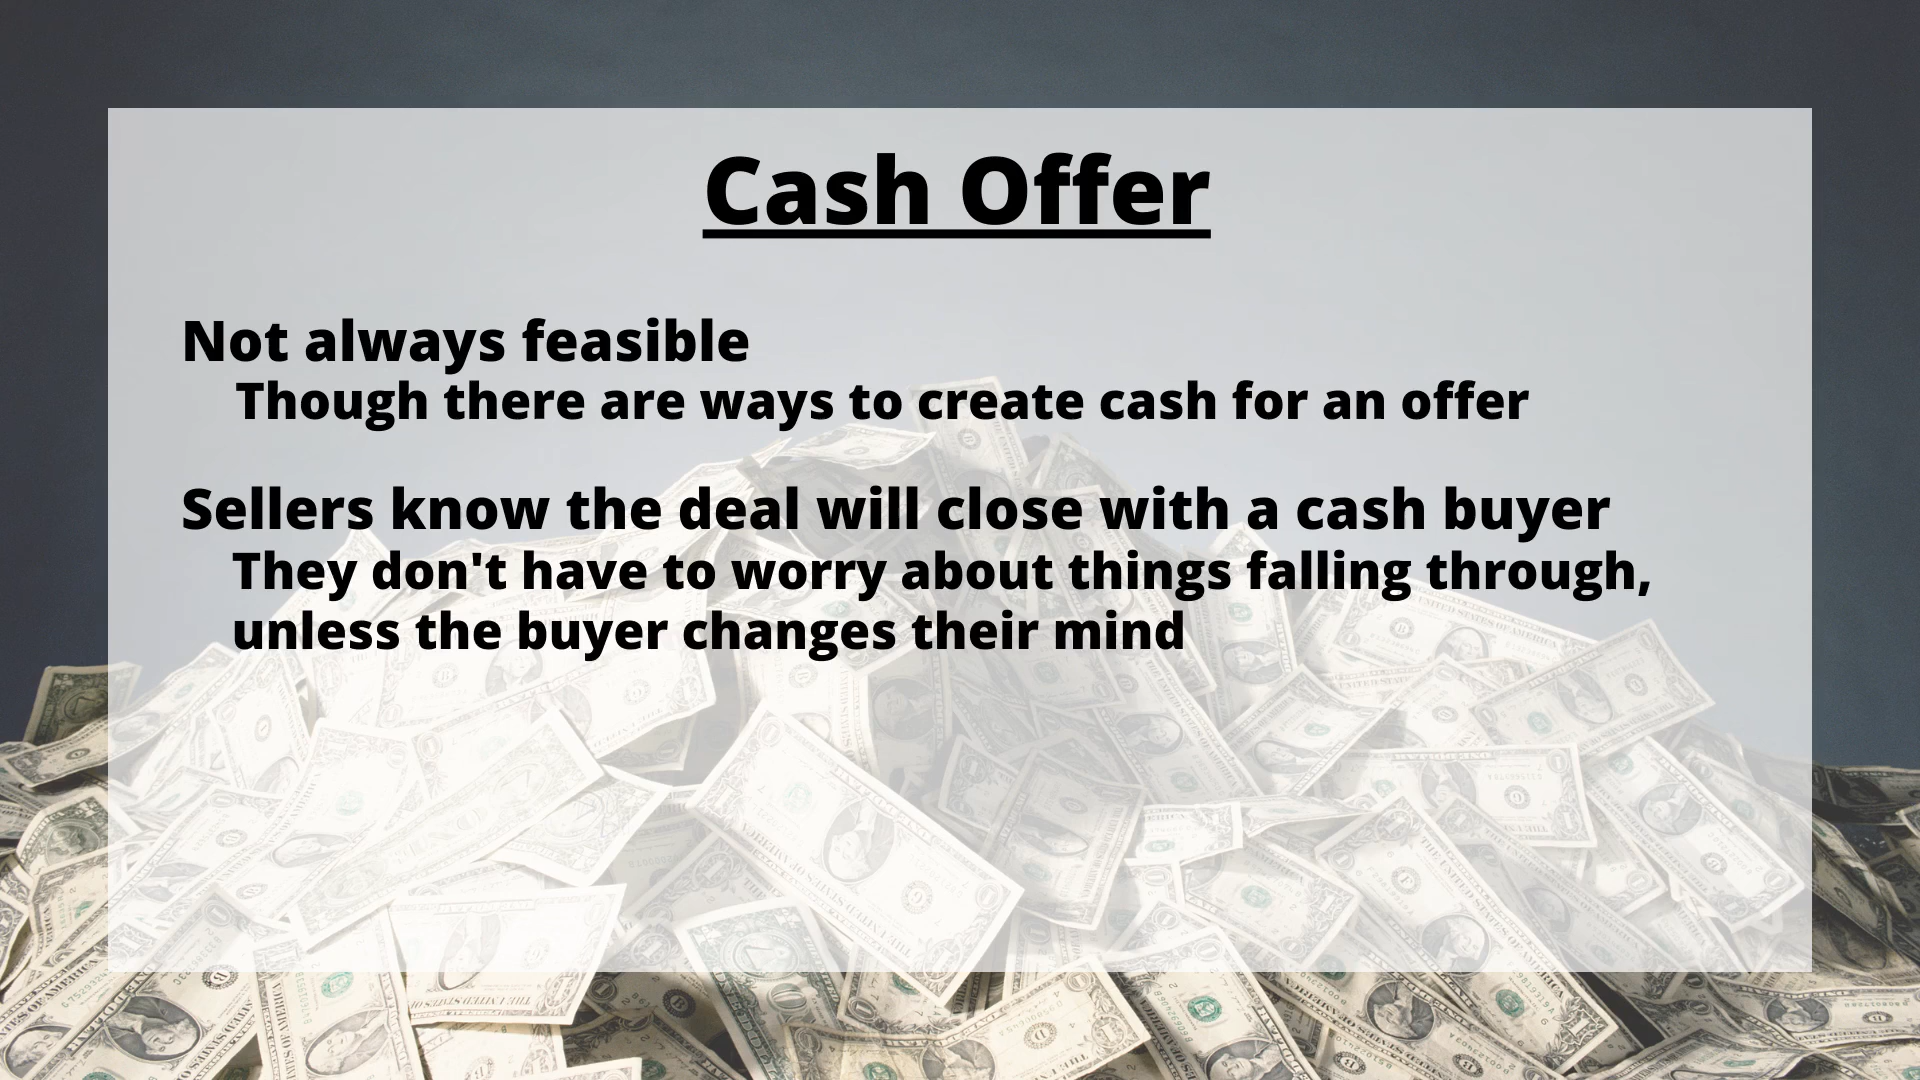 Cash Offer
Not always feasible
Though there are ways to create cash for an offer
Sellers know the deal will close with a cash buyer
They don't have to worry about things falling through,
unless the buyer changes their mind